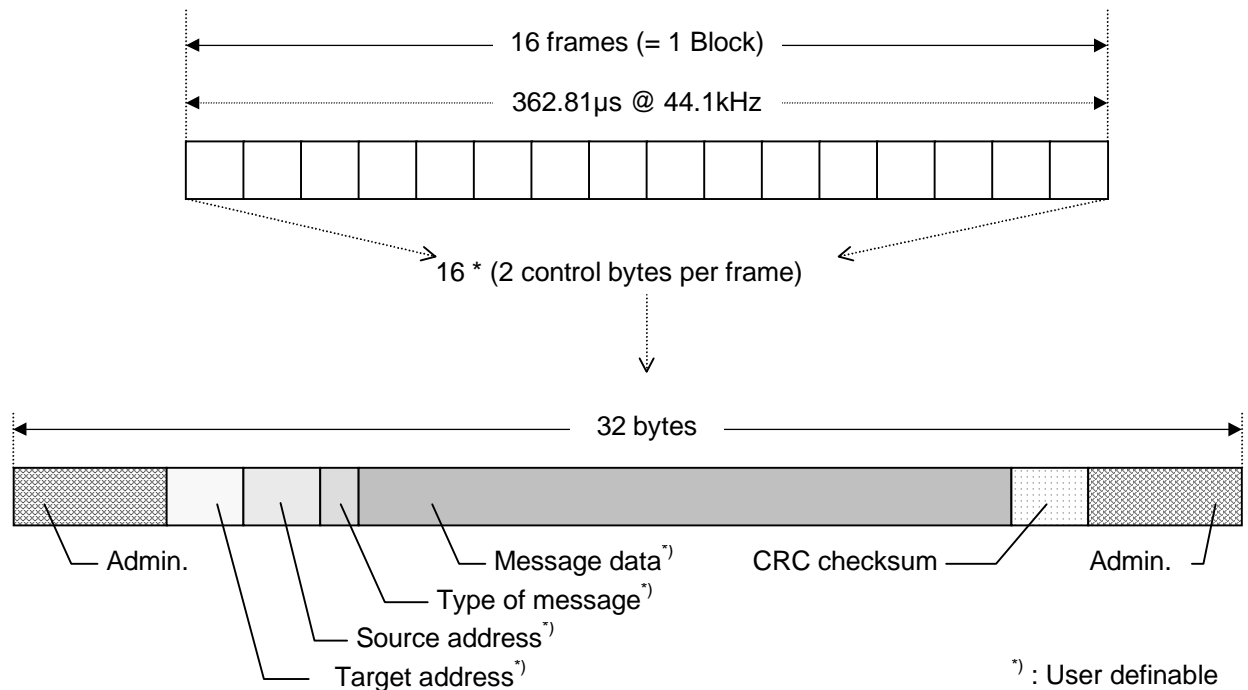 16 frames (= 1 Block)
362.81µs @ 44.1kHz
16 * (2 control bytes per frame)
32 bytes
Admin.
Message data*)
CRC checksum
Admin.
Type of message*)
Source address*)
Target address*)
*) : User definable